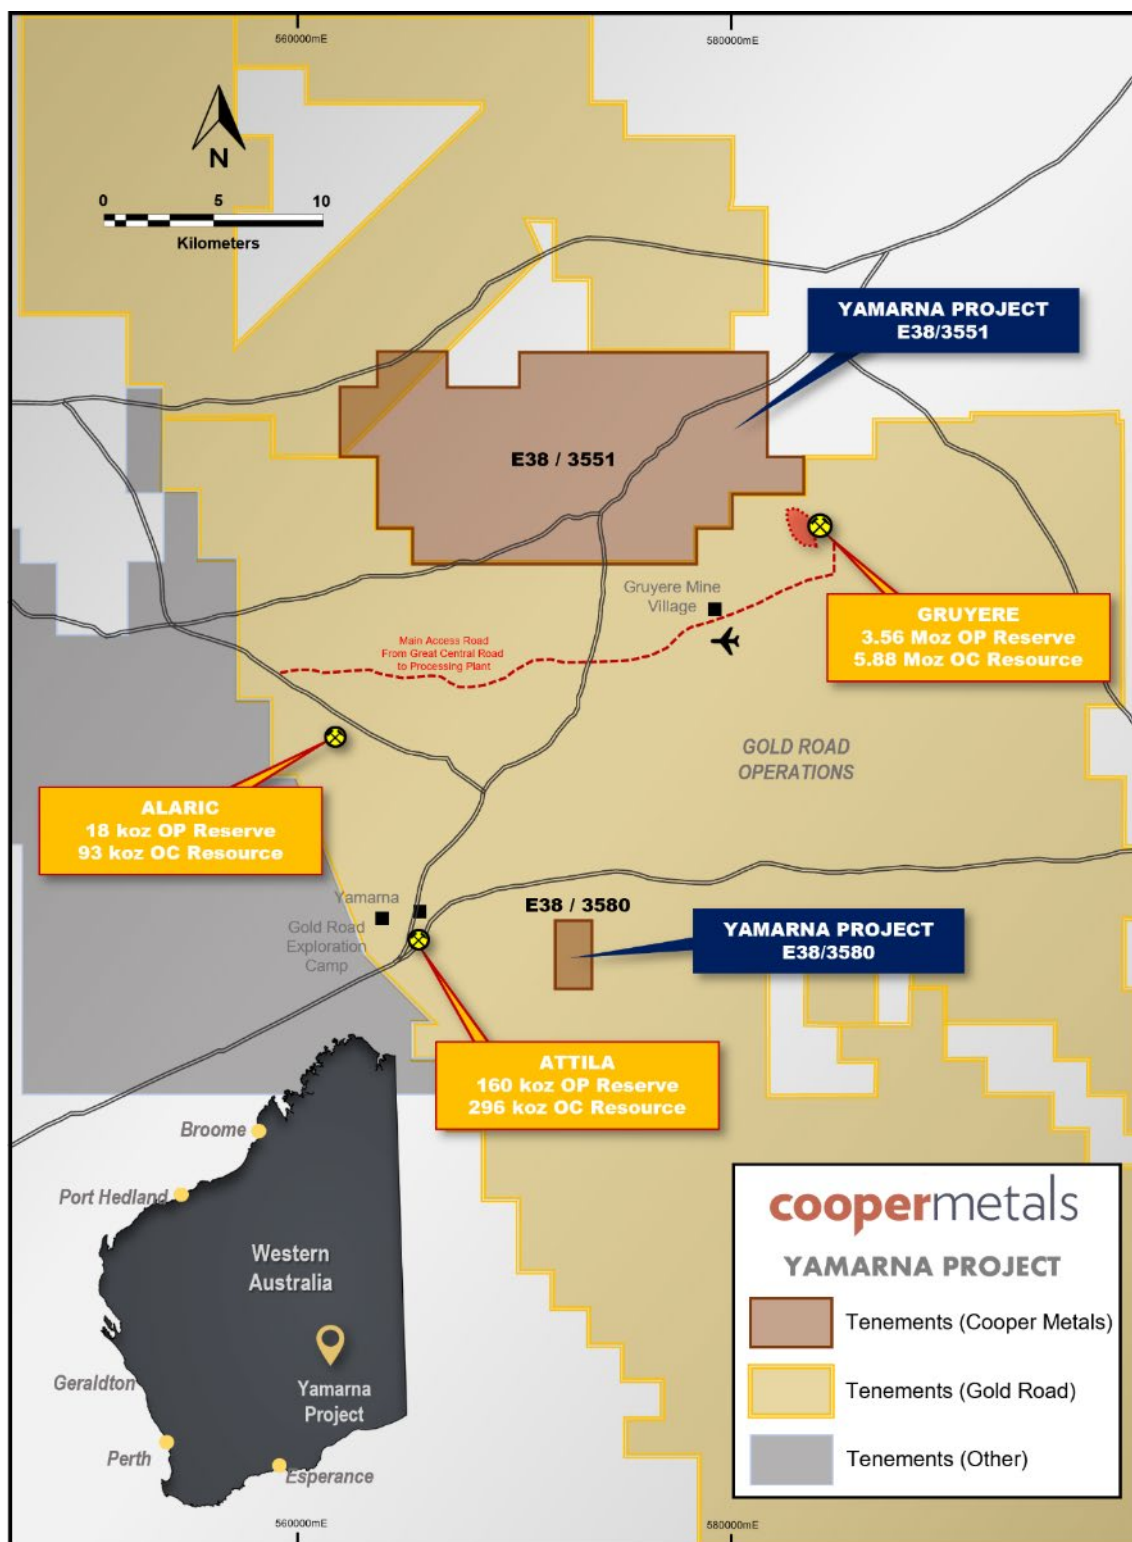 560000mE
580000mE
N
0 5 10
Kilometers
YAMARNA PROJECT
E38/3551
E38 / 3551
Gruyere Mine
Village
GRUYERE
3.56 Moz OP Reserve
5.88 Moz OC Resource
Main Access Road
From Great Central Road
to Processing Plant
GOLD ROAD
OPERATIONS
ALARIC
18 koz OP Reserve
93 koz OC Resource
Yamarna
Gold Road
Exploration
Camp
E38 / 3580
YAMARNA PROJECT
E38/3580
ATTILA
160 koz OP Reserve
296 koz OC Resource
Broome
Port Hedland
Western
Australia
Geraldton
Yamarna
Project
Perth
Esperance
coopermetals
YAMARNA PROJECT
Tenements (Cooper Metals)
Tenements (Gold Road)
Tenements (Other)
560000mE
580000mE